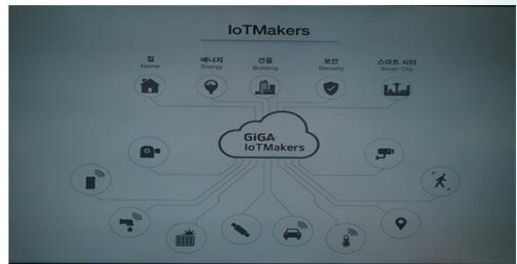 IoTMakers
집 에너지 건물 보안 스마트 시티
Home Energy Building Security Smart City
GiGA
IoTMakers